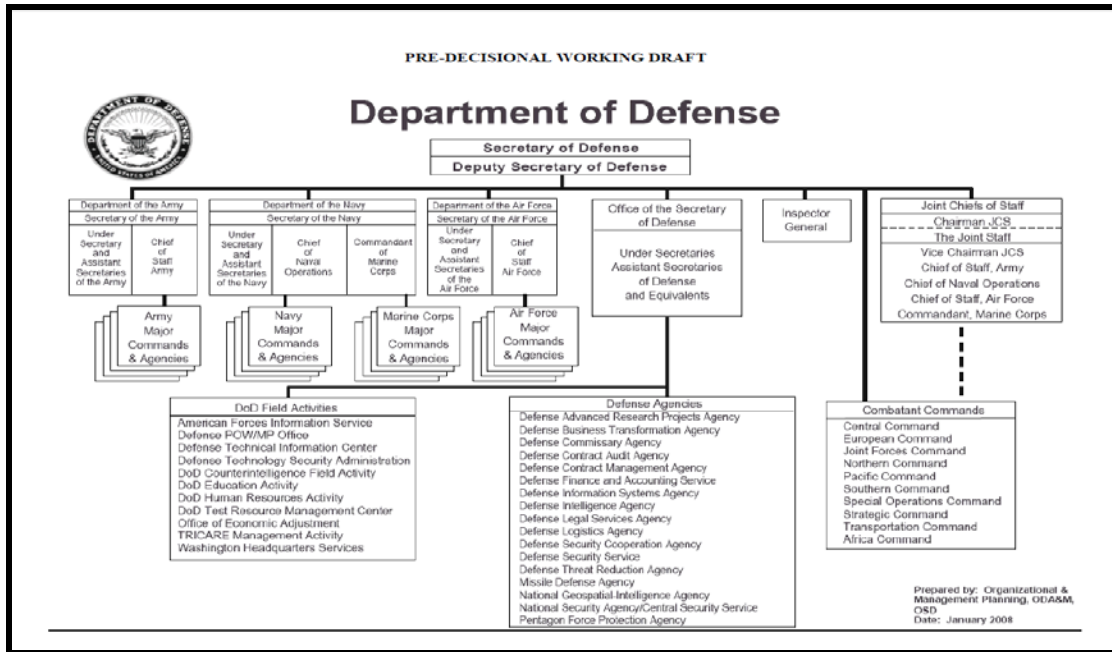 PRE-DECISIONAL WORKING DRAFT
Department of Defense
DEPARTMENT OF DEFENSE
UNITED STATES OF AMERICA
Secretary of Defense
Deputy Secretary of Defense
Department of the Army
Secretary of the Army
Under
Secretary
and
Assistant
Secretaries
of the Army
Chief
of
Staff
Army
Department of the Navy
Secretary of the Navy
Under
Secretary
and
Assistant
Secretaries
of the Navy
Chief
of
Naval
Operations
Commandant
of
Marine
Corps
Department of the Air Force
Secretary of the Air Force
Under
Secretary
and
Assistant
Secretaries
of the
Air Force
Chief
of
Staff
Air Force
Office of the Secretary
of Defense
Under Secretaries
Assistant Secretaries
of Defense
and Equivalents
Inspector
General
Joint Chiefs of Staff
Chairman JCS
The Joint Staff
Vice Chairman JCS
Chief of Staff, Army
Chief of Naval Operations
Chief of Staff, Air Force
Commandant, Marine Corps
Army
Major
Commands
& Agencies
Navy
Major
Commands
& Agencies
Marine Corps
Major
Commands
& Agencies
Air Force
Major
Commands
& Agencies
DoD Field Activities
American Forces Information Service
Defense POW/MP Office
Defense Technical Information Center
Defense Technology Security Administration
DoD Counterintelligence Field Activity
DoD Education Activity
DoD Human Resources Activity
DoD Test Resource Management Center
Office of Economic Adjustment
TRICARE Management Activity
Washington Headquarters Services
Defense Agencies
Defense Advanced Research Projects Agency
Defense Business Transformation Agency
Defense Commissary Agency
Defense Contract Audit Agency
Defense Contract Management Agency
Defense Finance and Accounting Service
Defense Information Systems Agency
Defense Intelligence Agency
Defense Legal Services Agency
Defense Logistics Agency
Defense Security Cooperation Agency
Defense Security Service
Defense Threat Reduction Agency
Missile Defense Agency
National Geospatial-Intelligence Agency
National Security Agency/Central Security Service
Pentagon Force Protection Agency
Combatant Commands
Central Command
European Command
Joint Forces Command
Northern Command
Pacific Command
Southern Command
Special Operations Command
Strategic Command
Transportation Command
Africa Command
Prepared by: Organizational &
Management Planning, ODA&M,
OSD
Date: January 2008